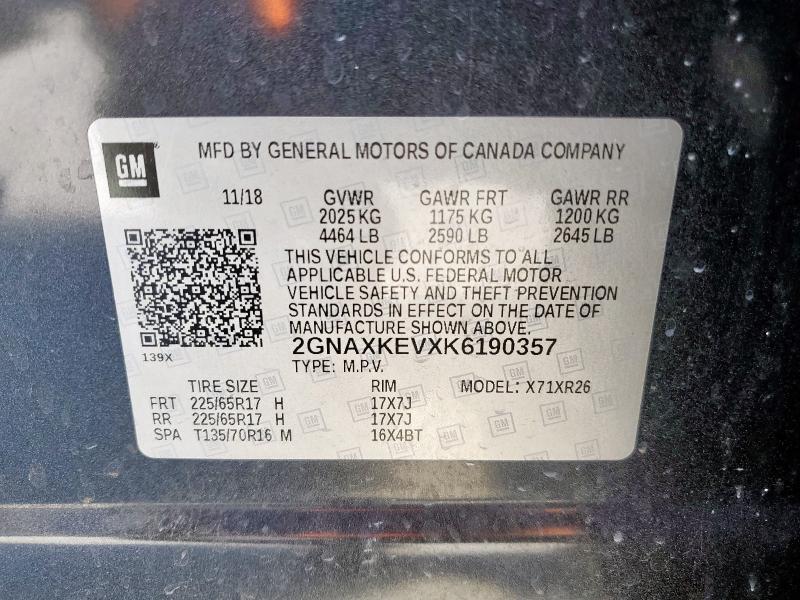 GM
MFD BY GENERAL MOTORS OF CANADA COMPANY
11/18 GVWR GAWR FRT GAWR RR
2025 KG 1175 KG 1200 KG
4464 LB 2590 LB 2645 LB
THIS VEHICLE CONFORMS TO ALL
APPLICABLE U.S. FEDERAL MOTOR
VEHICLE SAFETY AND THEFT PREVENTION
STANDARDS IN EFFECT ON THE DATE OF
MANUFACTURE SHOWN ABOVE.
2GNAXKEVXK6190357
139X
TYPE: M.P.V.
TIRE SIZE RIM MODEL: X71XR26
FRT 225/65R17 H 17X7J
RR 225/65R17 H 17X7J
SPA T135/70R16 M 16X4BT